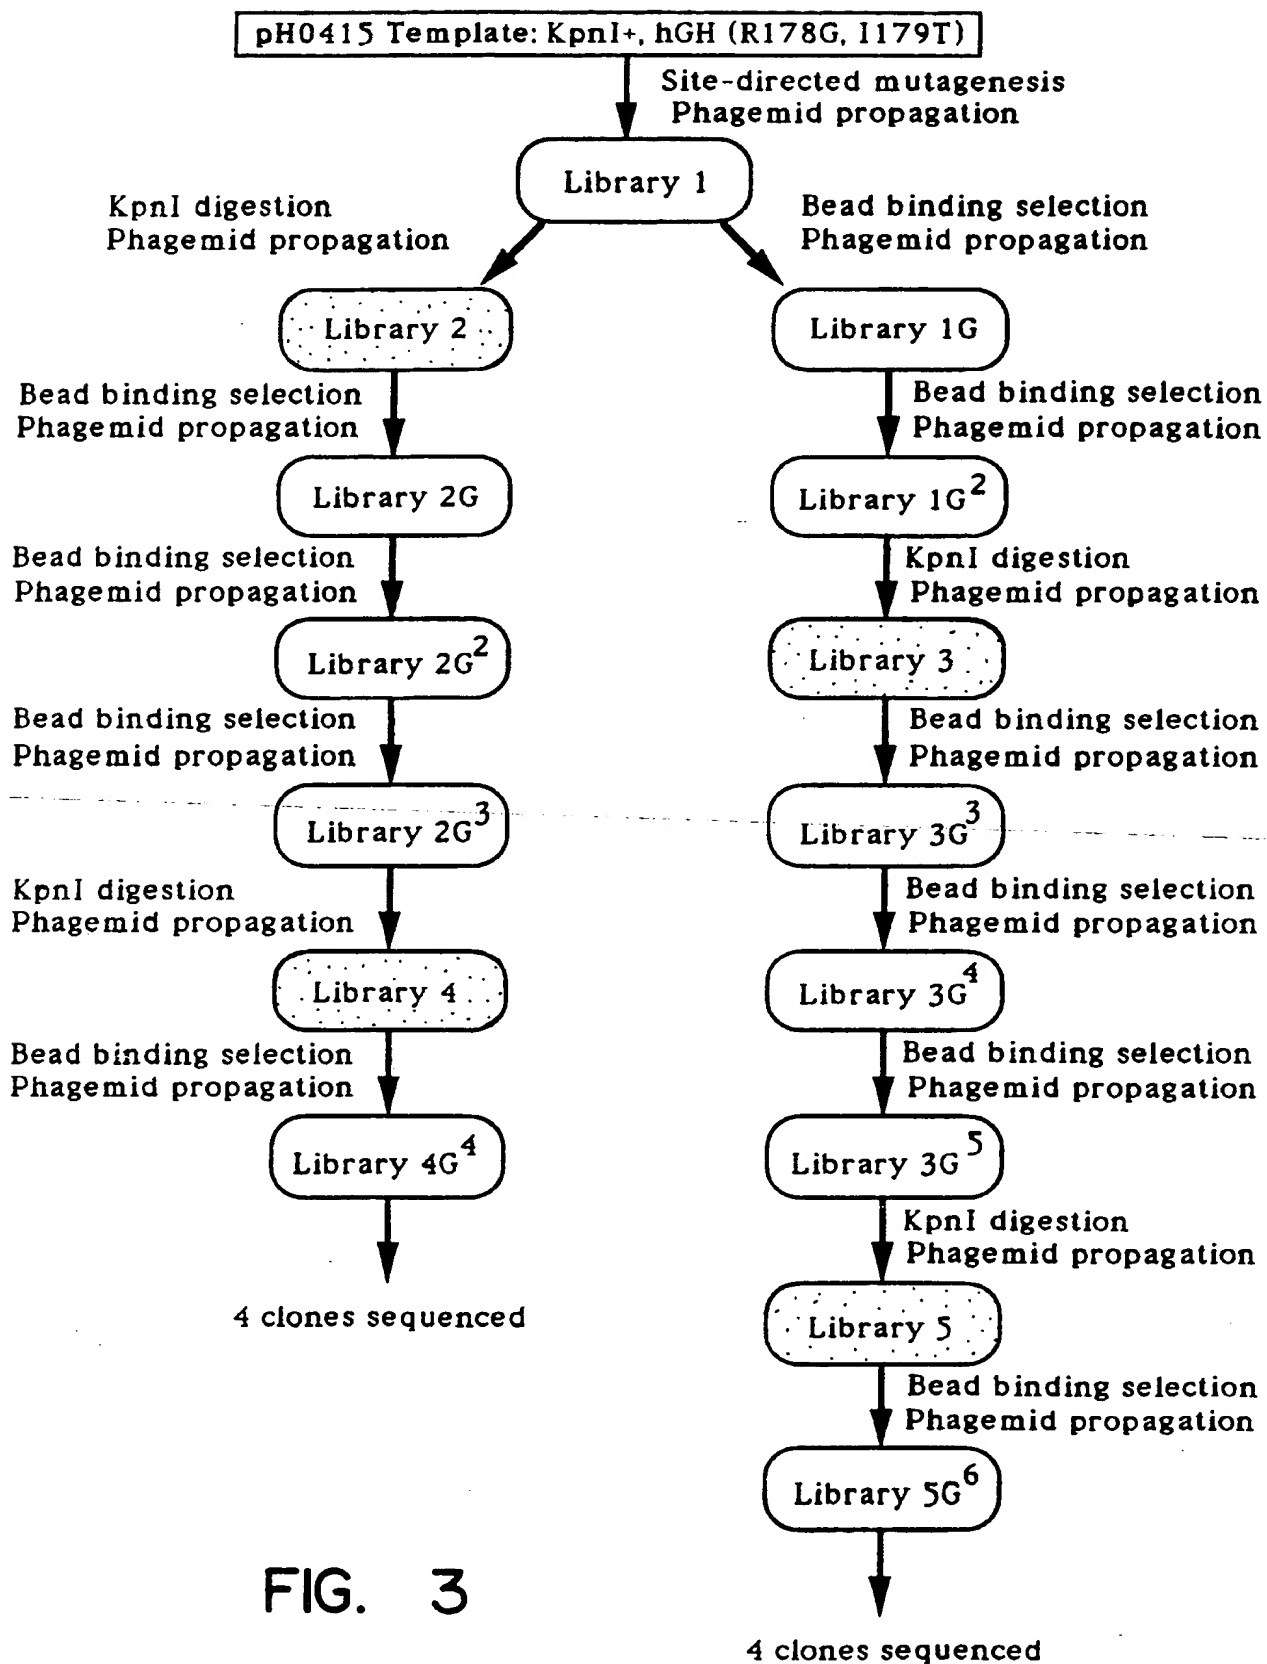 pH0415 Template: KpnI+, hGH (R178G, I179T)
Site-directed mutagenesis
Phagemid propagation
Library 1
KpnI digestion
Phagemid propagation
Bead binding selection
Phagemid propagation
Library 2
Library 1G
Bead binding selection
Phagemid propagation
Bead binding selection
Phagemid propagation
Library 2G
Library 1G²
Bead binding selection
Phagemid propagation
KpnI digestion
Phagemid propagation
Library 2G²
Library 3
Bead binding selection
Phagemid propagation
Bead binding selection
Phagemid propagation
Library 2G³
Library 3G³
KpnI digestion
Phagemid propagation
Bead binding selection
Phagemid propagation
Library 4
Library 3G⁴
Bead binding selection
Phagemid propagation
Bead binding selection
Phagemid propagation
Library 4G⁴
Library 3G⁵
KpnI digestion
Phagemid propagation
4 clones sequenced
Library 5
Bead binding selection
Phagemid propagation
Library 5G⁶
4 clones sequenced
FIG. 3